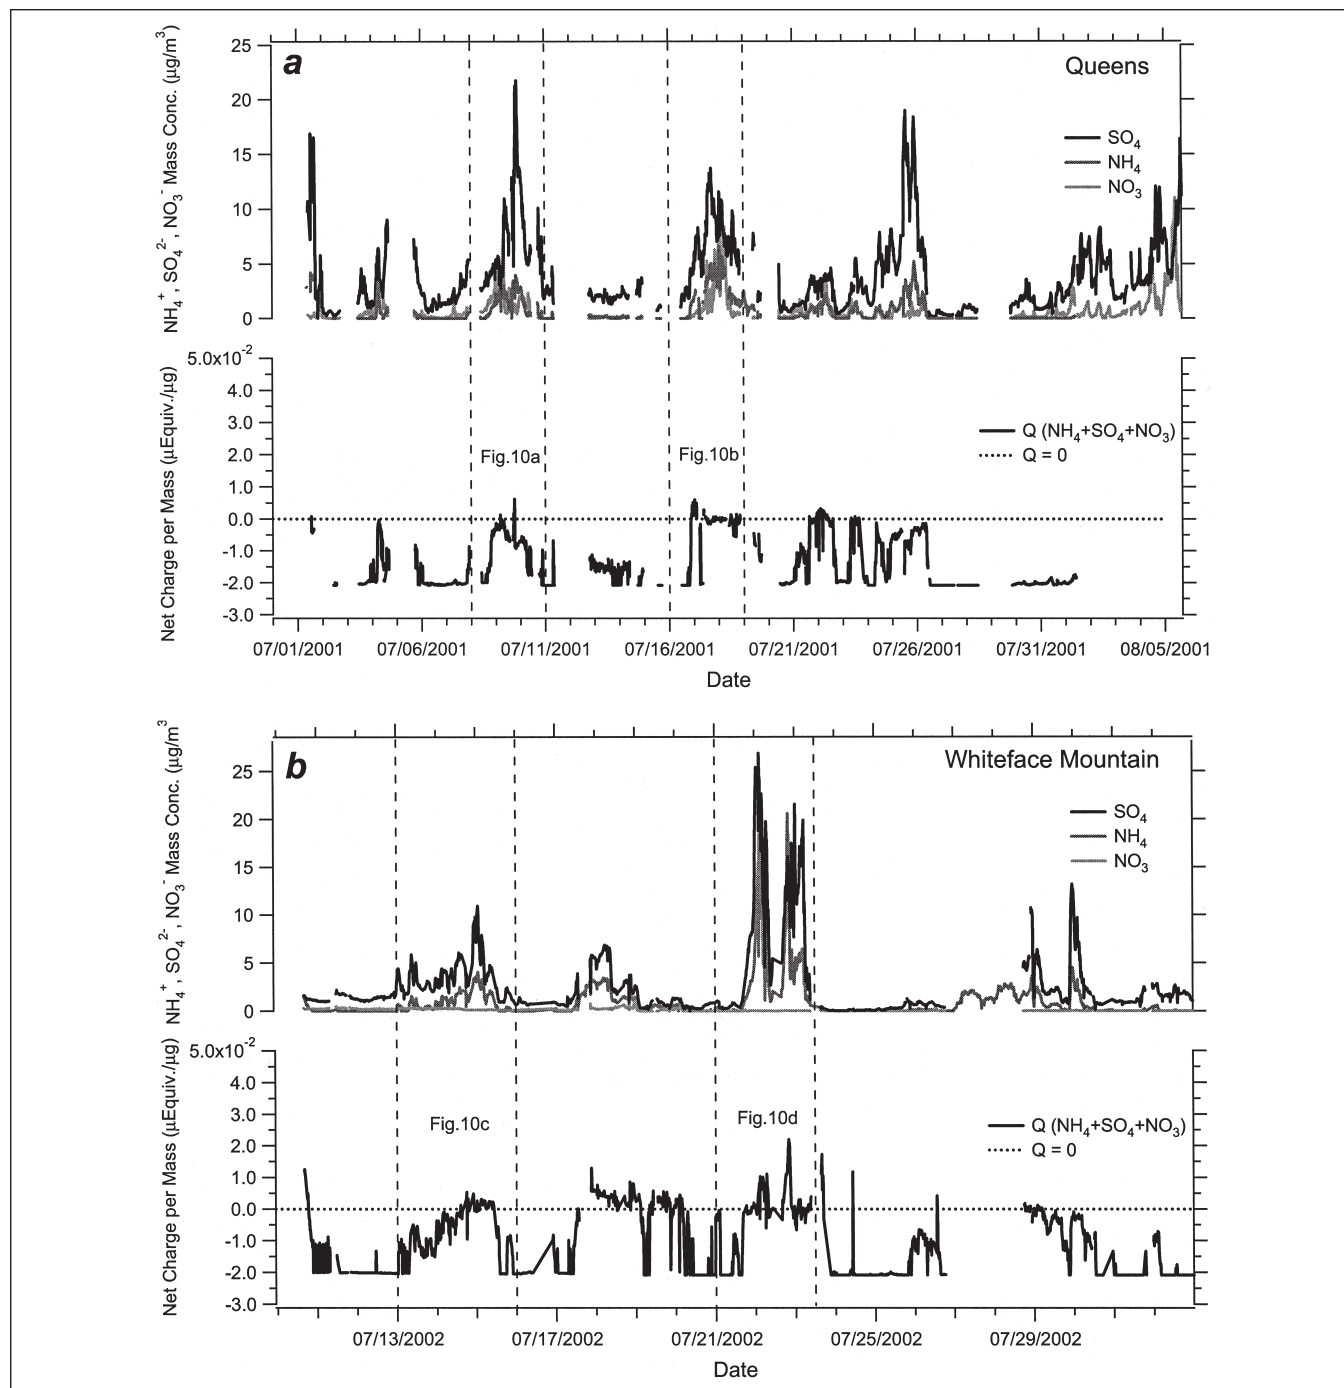 a
Queens
NH₄⁺, SO₄²⁻, NO₃⁻ Mass Conc. (µg/m³)
25
20
15
10
5
0
SO₄
NH₄
NO₃
Net Charge per Mass (µEquiv./µg)
5.0x10⁻²
4.0
3.0
2.0
1.0
0.0
-1.0
-2.0
-3.0
Fig.10a
Fig.10b
Q (NH₄+SO₄+NO₃)
Q = 0
07/01/2001 07/06/2001 07/11/2001 07/16/2001 07/21/2001 07/26/2001 07/31/2001 08/05/2001
Date
b
Whiteface Mountain
NH₄⁺, SO₄²⁻, NO₃⁻ Mass Conc. (µg/m³
25
20
15
10
5
0
SO₄
NH₄
NO₃
Net Charge per Mass (µEquiv./µg)
5.0x10⁻²
4.0
3.0
2.0
1.0
0.0
-1.0
-2.0
-3.0
Fig.10c
Fig.10d
Q (NH₄+SO₄+NO₃)
Q = 0
07/13/2002 07/17/2002 07/21/2002 07/25/2002 07/29/2002
Date